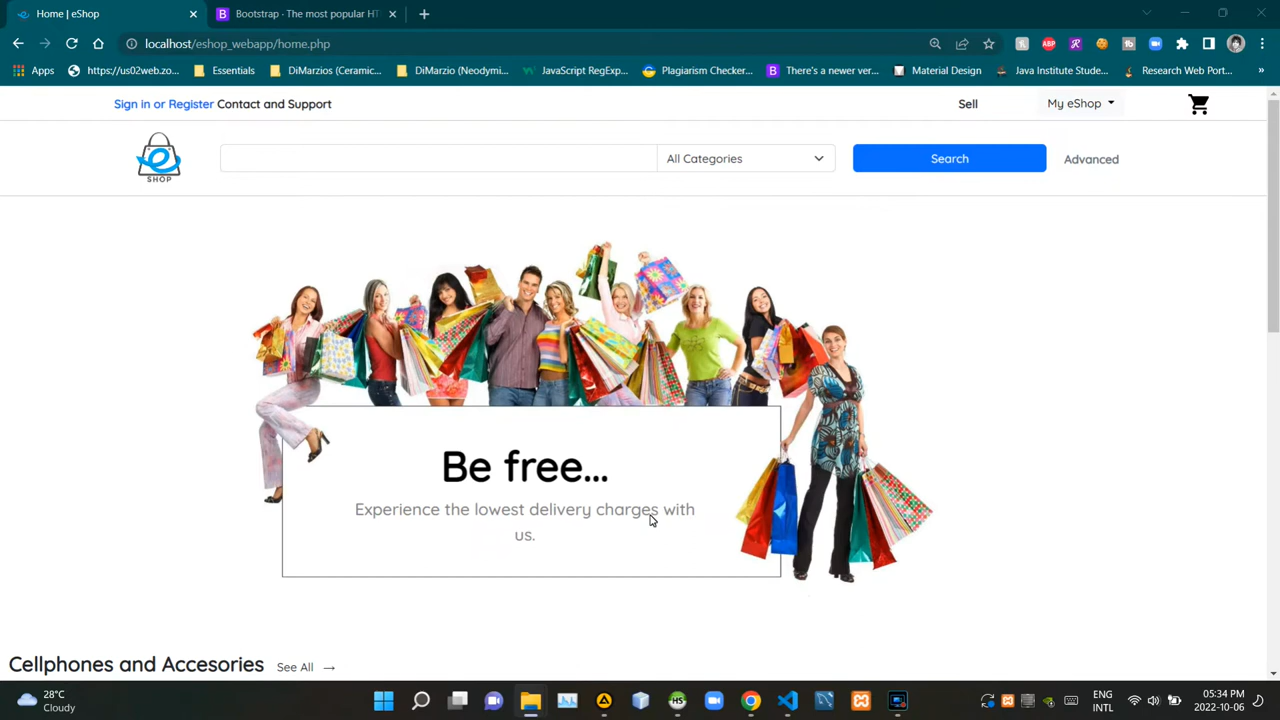 Home | eShop
Bootstrap · The most popular HT
localhost/eshop_webapp/home.php
ABP
Apps
https://us02web.zo...
Essentials
DiMarzios (Ceramic...
DiMarzio (Neodymi...
JavaScript RegExp...
Plagiarism Checker...
There's a newer ver...
Material Design
Java Institute Stude...
Research Web Port...
»
Sign in or Register Contact and Support
Sell
My eShop
e
SHOP
All Categories
Search
Advanced
Be free...
Experience the lowest delivery charges with
us.
Cellphones and Accesories
See All →
28°C
Cloudy
HS
ENG
INTL
05:34 PM
2022-10-06